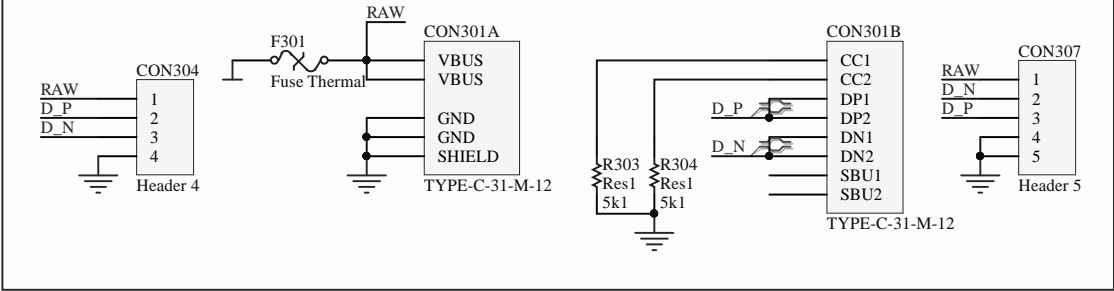 CON304
RAW
D_P
D_N
1
2
3
4
Header 4
F301
Fuse Thermal
RAW
CON301A
VBUS
VBUS
GND
GND
SHIELD
TYPE-C-31-M-12
R303
Res1
5k1
R304
Res1
5k1
D_P
D_N
CON301B
CC1
CC2
DP1
DP2
DN1
DN2
SBU1
SBU2
TYPE-C-31-M-12
CON307
RAW
D_N
D_P
1
2
3
4
5
Header 5